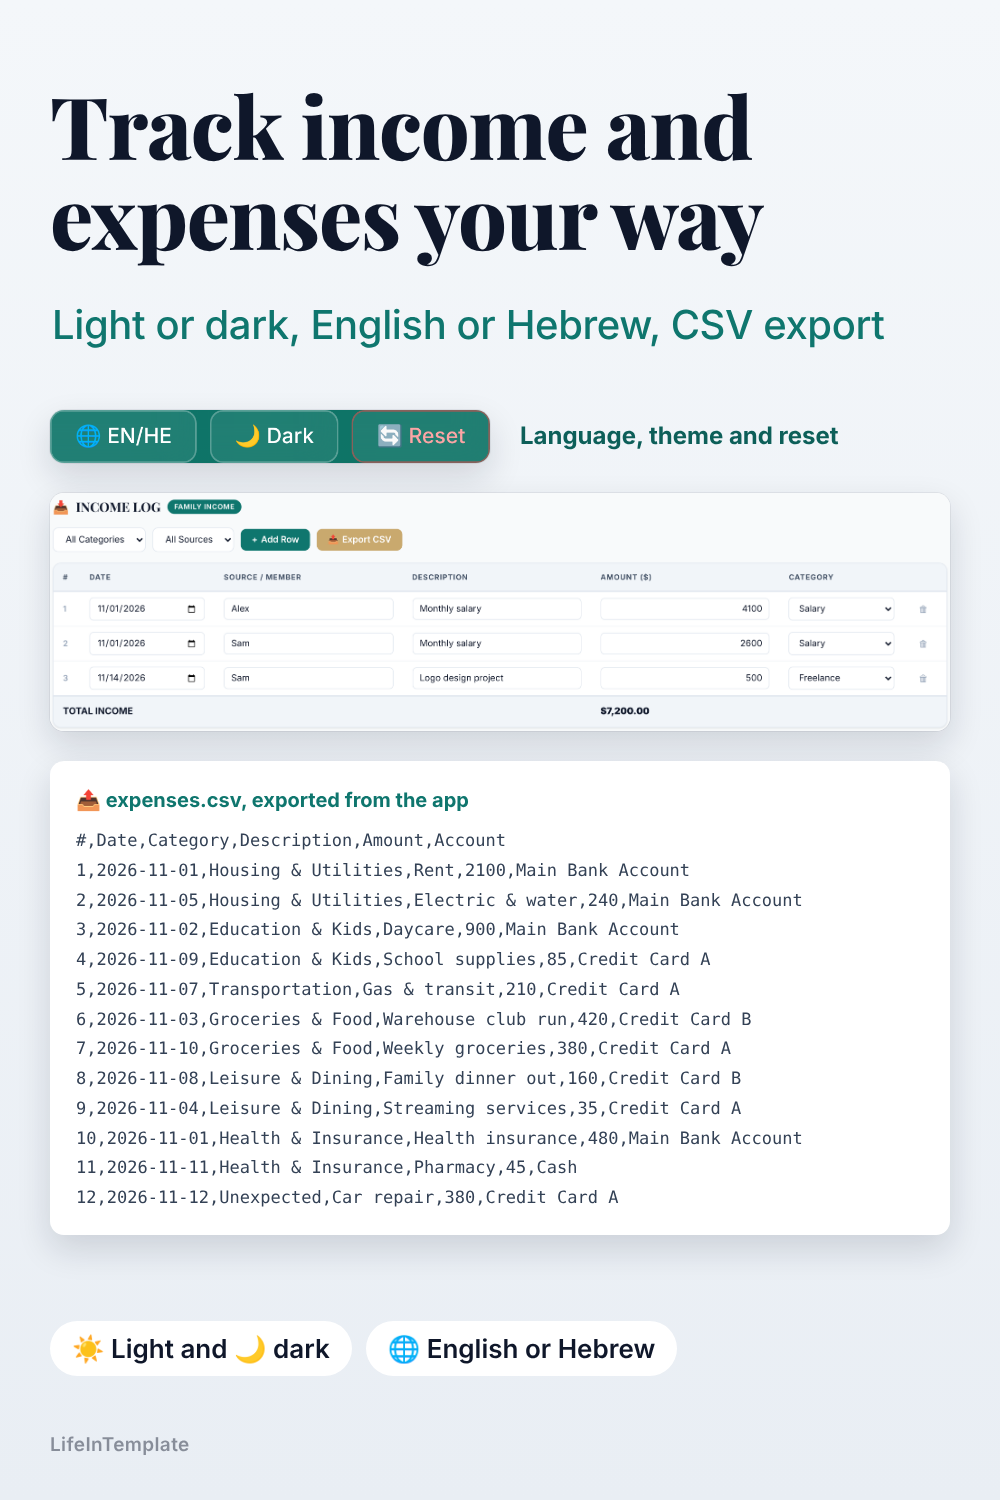 Track income and
expenses your way
Light or dark, English or Hebrew, CSV export
🌐 EN/HE 🌙 Dark 🔄 Reset Language, theme and reset
📥 INCOME LOG FAMILY INCOME
All Categories All Sources + Add Row 📤 Export CSV
# DATE SOURCE / MEMBER DESCRIPTION AMOUNT ($) CATEGORY
1 11/01/2026 Alex Monthly salary 4100 Salary
2 11/01/2026 Sam Monthly salary 2600 Salary
3 11/14/2026 Sam Logo design project 500 Freelance
TOTAL INCOME $7,200.00
📤 expenses.csv, exported from the app
#,Date,Category,Description,Amount,Account
1,2026-11-01,Housing & Utilities,Rent,2100,Main Bank Account
2,2026-11-05,Housing & Utilities,Electric & water,240,Main Bank Account
3,2026-11-02,Education & Kids,Daycare,900,Main Bank Account
4,2026-11-09,Education & Kids,School supplies,85,Credit Card A
5,2026-11-07,Transportation,Gas & transit,210,Credit Card A
6,2026-11-03,Groceries & Food,Warehouse club run,420,Credit Card B
7,2026-11-10,Groceries & Food,Weekly groceries,380,Credit Card A
8,2026-11-08,Leisure & Dining,Family dinner out,160,Credit Card B
9,2026-11-04,Leisure & Dining,Streaming services,35,Credit Card A
10,2026-11-01,Health & Insurance,Health insurance,480,Main Bank Account
11,2026-11-11,Health & Insurance,Pharmacy,45,Cash
12,2026-11-12,Unexpected,Car repair,380,Credit Card A
☀️ Light and 🌙 dark 🌐 English or Hebrew
LifeInTemplate